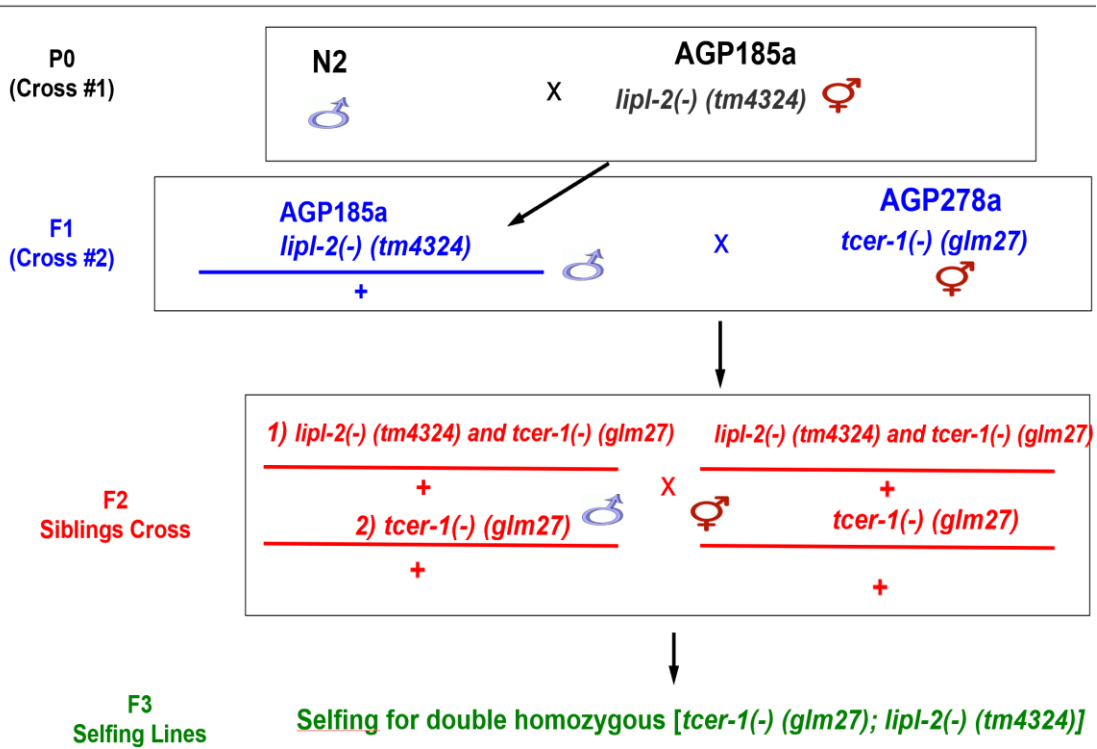 P0
(Cross #1)
N2
X
AGP185a
lipl-2(-) (tm4324)
F1
(Cross #2)
AGP185a
lipl-2(-) (tm4324)
+
X
AGP278a
tcer-1(-) (glm27)
F2
Siblings Cross
1) lipl-2(-) (tm4324) and tcer-1(-) (glm27)
+
2) tcer-1(-) (glm27)
+
X
lipl-2(-) (tm4324) and tcer-1(-) (glm27)
+
tcer-1(-) (glm27)
+
F3
Selfing Lines
Selfing for double homozygous [tcer-1(-) (glm27); lipl-2(-) (tm4324)]